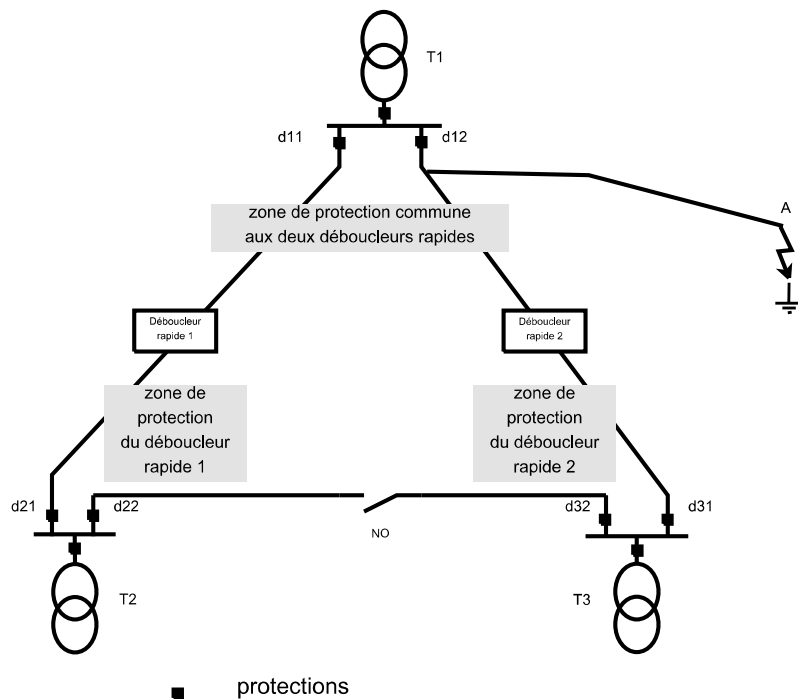 T1
d11
d12
zone de protection commune
aux deux déboucleurs rapides
A
Déboucleur
rapide 1
Déboucleur
rapide 2
zone de
protection
du déboucleur
rapide 1
zone de
protection
du déboucleur
rapide 2
d21
d22
d32
d31
NO
T2
T3
protections